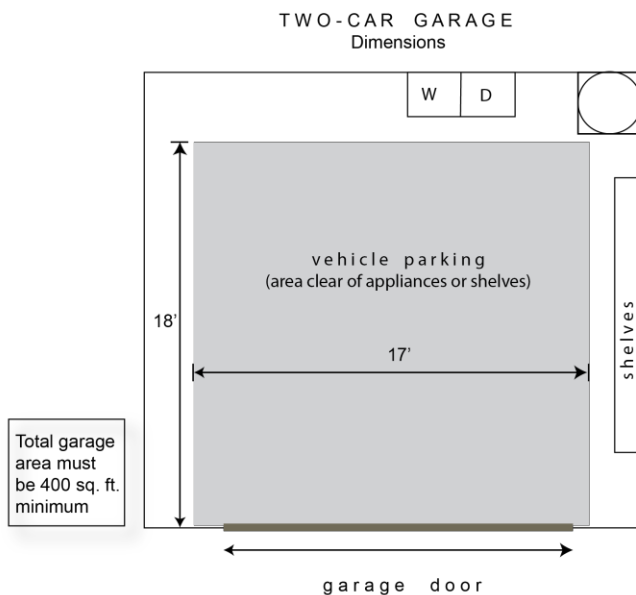 TWO-CAR GARAGE
Dimensions
W
D
vehicle parking
(area clear of appliances or shelves)
18'
17'
shelves
Total garage
area must
be 400 sq. ft.
minimum
garage door